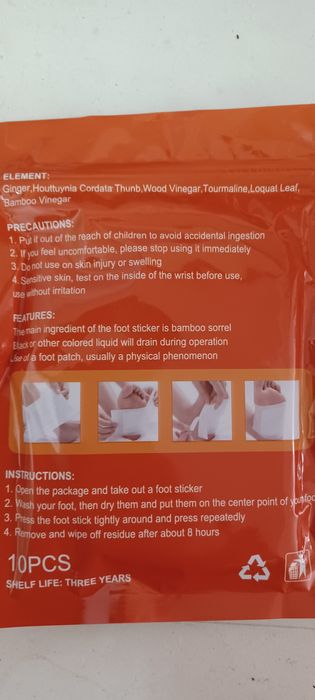 ELEMENT:
Ginger,Houttuynia Cordata Thunb,Wood Vinegar,Tourmaline,Loquat Leaf,
Bamboo Vinegar
PRECAUTIONS:
1. Put it out of the reach of children to avoid accidental ingestion
2. If you feel uncomfortable, please stop using it immediately
3. Do not use on skin injury or swelling
4. Sensitive skin, test on the inside of the wrist before use,
use without irritation
FEATURES:
The main ingredient of the foot sticker is bamboo sorrel
Black or other colored liquid will drain during operation
Use of a foot patch, usually a physical phenomenon
INSTRUCTIONS:
1. Open the package and take out a foot sticker
2. Wash your foot, then dry them and put them on the center point of your foo
3. Press the foot stick tightly around and press repeatedly
4. Remove and wipe off residue after about 8 hours
10PCS
SHELF LIFE: THREE YEARS